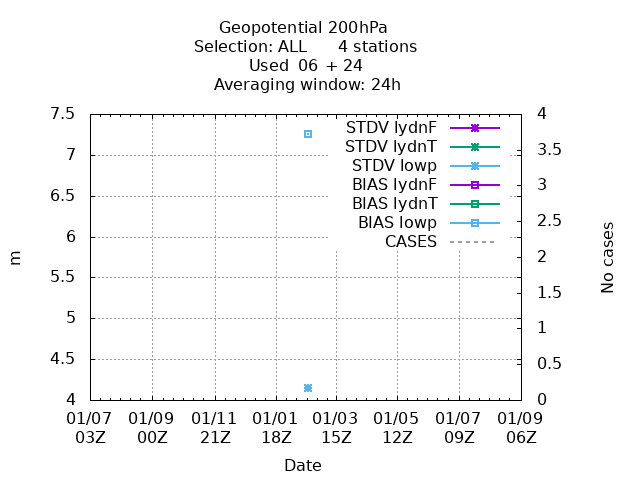 Geopotential 200hPa
Selection: ALL      4 stations
Used  06 + 24
Averaging window: 24h
7.5
7
6.5
6
5.5
5
4.5
4
m
4
3.5
3
2.5
2
1.5
1
0.5
0
No cases
STDV lydnF
STDV lydnT
STDV lowp
BIAS lydnF
BIAS lydnT
BIAS lowp
CASES
01/07 01/09 01/11 01/01 01/03 01/05 01/07 01/09
03Z 00Z 21Z 18Z 15Z 12Z 09Z 06Z
Date